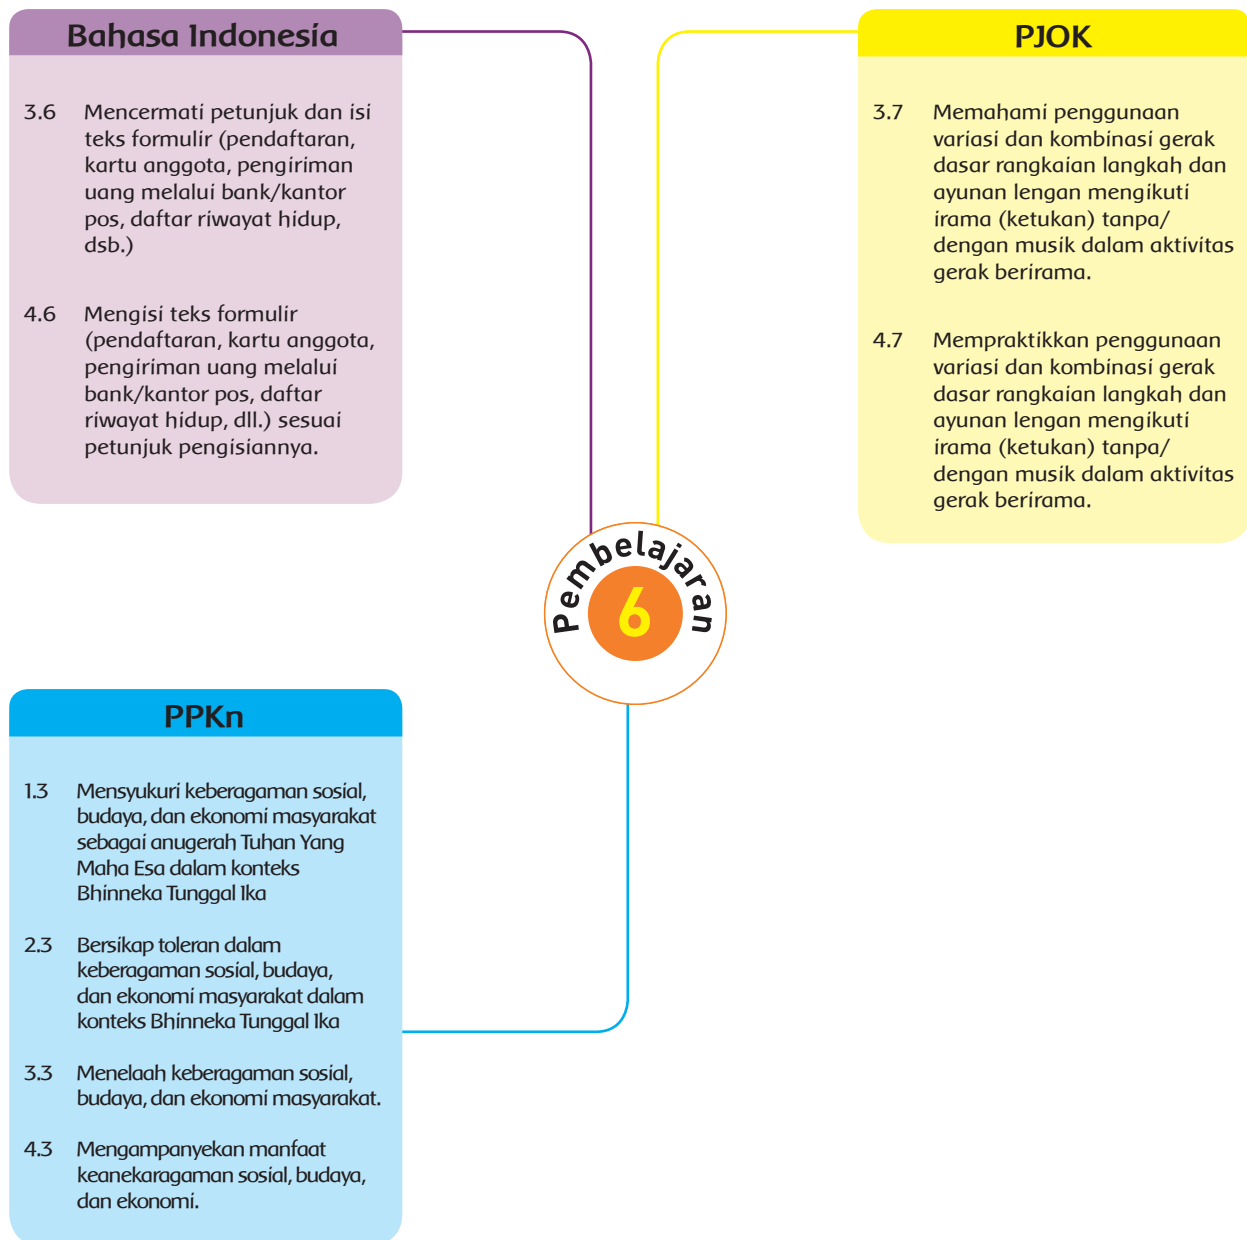 Bahasa Indonesia
3.6 Mencermati petunjuk dan isi
teks formulir (pendaftaran,
kartu anggota, pengiriman
uang melalui bank/kantor
pos, daftar riwayat hidup,
dsb.)
4.6 Mengisi teks formulir
(pendaftaran, kartu anggota,
pengiriman uang melalui
bank/kantor pos, daftar
riwayat hidup, dll.) sesuai
petunjuk pengisiannya.
PJOK
3.7 Memahami penggunaan
variasi dan kombinasi gerak
dasar rangkaian langkah dan
ayunan lengan mengikuti
irama (ketukan) tanpa/
dengan musik dalam aktivitas
gerak berirama.
4.7 Mempraktikkan penggunaan
variasi dan kombinasi gerak
dasar rangkaian langkah dan
ayunan lengan mengikuti
irama (ketukan) tanpa/
dengan musik dalam aktivitas
gerak berirama.
Pembelajaran
6
PPKn
1.3 Mensyukuri keberagaman sosial,
budaya, dan ekonomi masyarakat
sebagai anugerah Tuhan Yang
Maha Esa dalam konteks
Bhinneka Tunggal Ika
2.3 Bersikap toleran dalam
keberagaman sosial, budaya,
dan ekonomi masyarakat dalam
konteks Bhinneka Tunggal Ika
3.3 Menelaah keberagaman sosial,
budaya, dan ekonomi masyarakat.
4.3 Mengampanyekan manfaat
keanekaragaman sosial, budaya,
dan ekonomi.